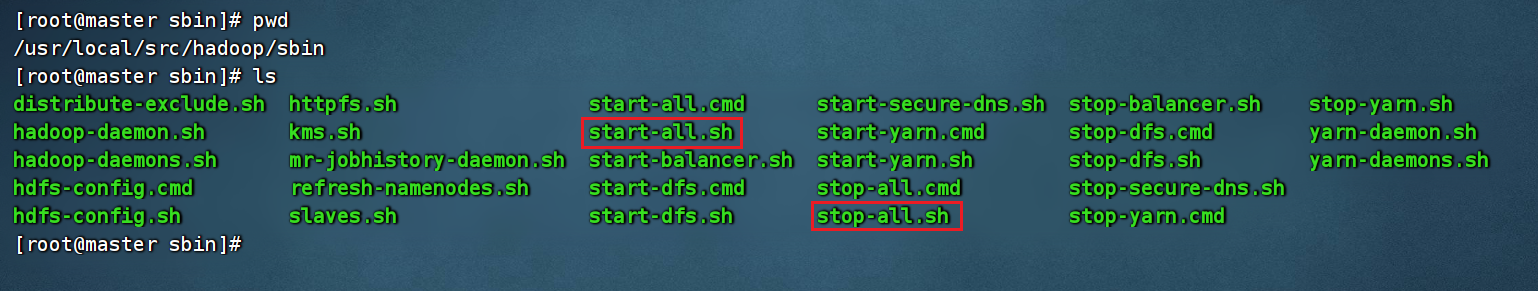 [root@master sbin]# pwd
/usr/local/src/hadoop/sbin
[root@master sbin]# ls
distribute-exclude.sh  httpfs.sh                start-all.cmd      start-secure-dns.sh  stop-balancer.sh    stop-yarn.sh
hadoop-daemon.sh       kms.sh                   start-all.sh       start-yarn.cmd       stop-dfs.cmd        yarn-daemon.sh
hadoop-daemons.sh      mr-jobhistory-daemon.sh  start-balancer.sh  start-yarn.sh        stop-dfs.sh         yarn-daemons.sh
hdfs-config.cmd        refresh-namenodes.sh     start-dfs.cmd      stop-all.cmd         stop-secure-dns.sh
hdfs-config.sh         slaves.sh                start-dfs.sh       stop-all.sh          stop-yarn.cmd
[root@master sbin]#